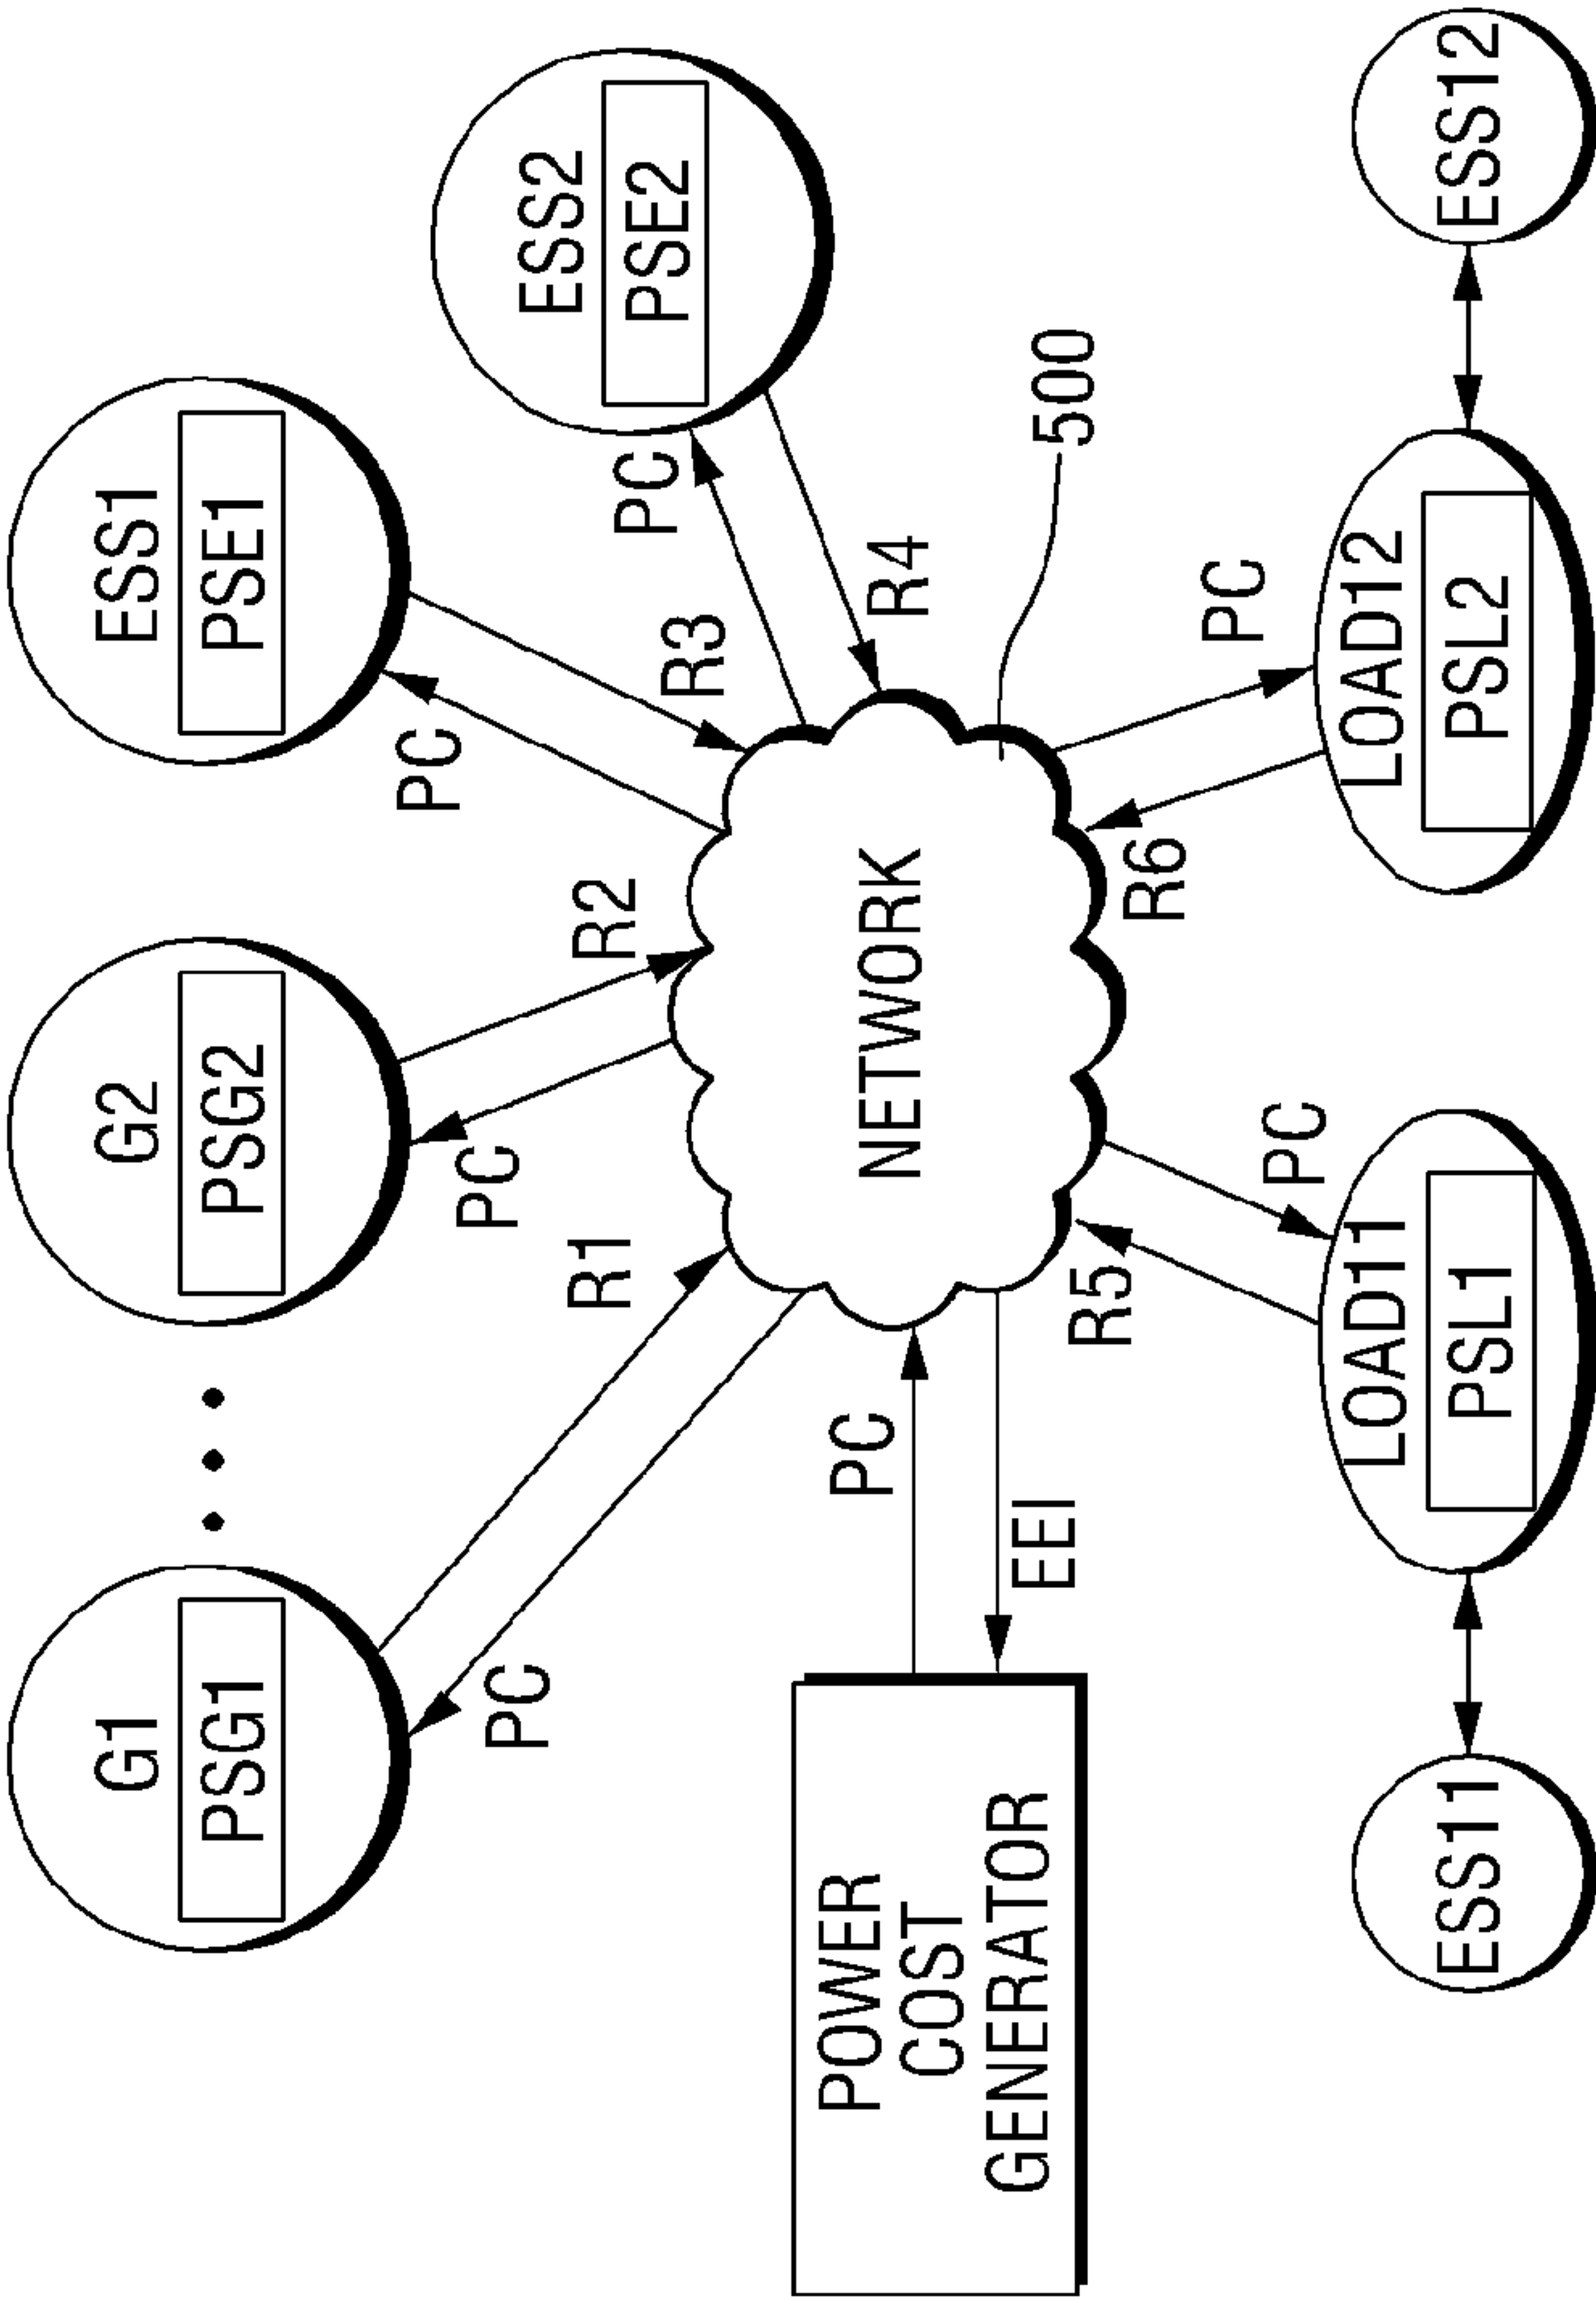 G1
PSG1
G2
PSG2
ESS1
PSE1
ESS2
PSE2
PC
R1
PC
R2
PC
R3
PC
R4
500
POWER
COST
GENERATOR
PC
EEI
NETWORK
R5
PC
R6
PC
ESS11
LOAD11
PSL1
LOAD12
PSL2
ESS12